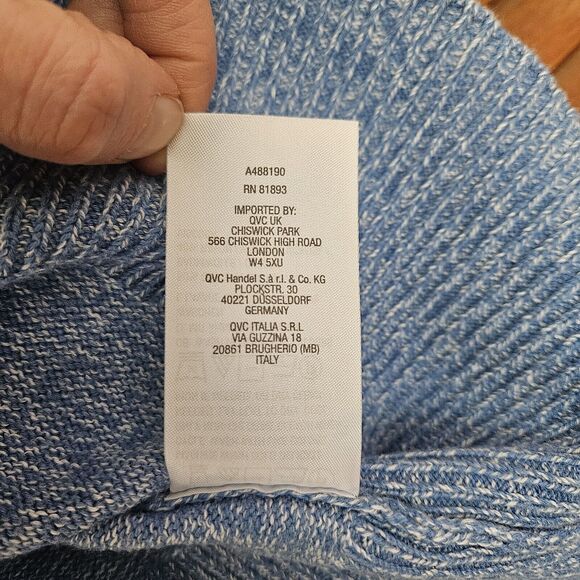 A488190
RN 81893
IMPORTED BY:
QVC UK
CHISWICK PARK
566 CHISWICK HIGH ROAD
LONDON
W4 5XU
QVC Handel S.à r.l. & Co. KG
PLOCKSTR. 30
40221 DÜSSELDORF
GERMANY
QVC ITALIA S.R.L
VIA GUZZINA 18
20861 BRUGHERIO (MB)
ITALY